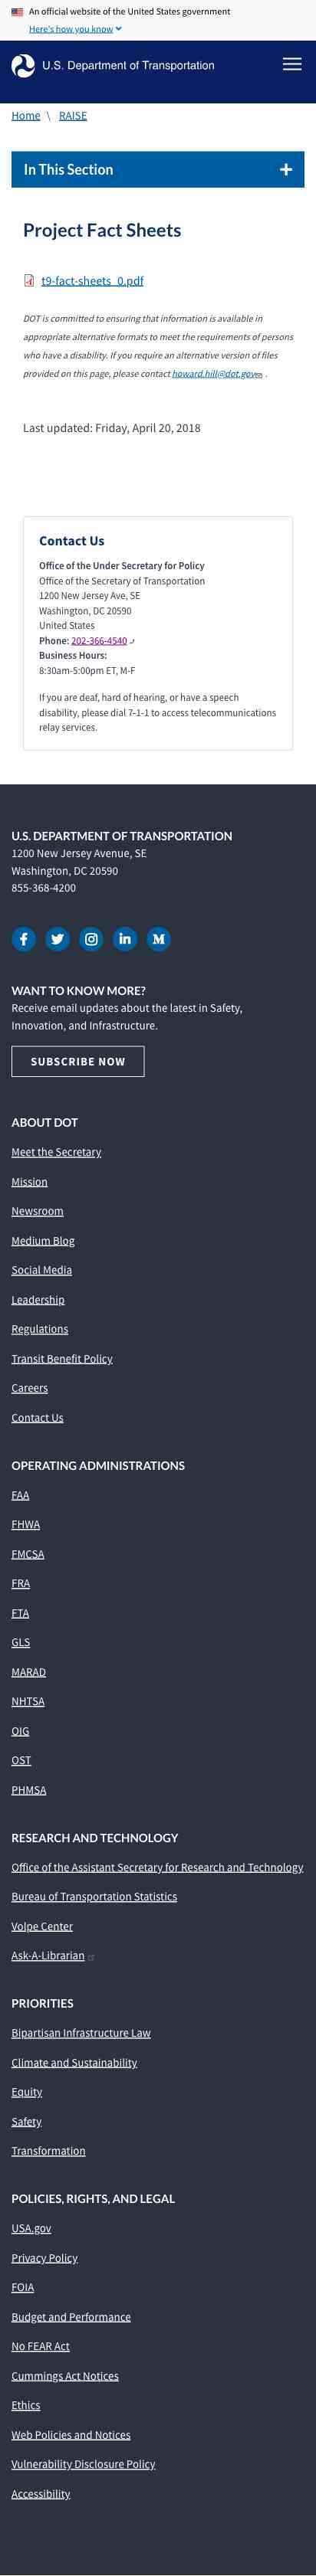 An official website of the United States government
Here's how you know
U.S. Department of Transportation
Home \ RAISE
In This Section
Project Fact Sheets
t9-fact-sheets_0.pdf
DOT is committed to ensuring that information is available in
appropriate alternative formats to meet the requirements of persons
who have a disability. If you require an alternative version of files
provided on this page, please contact howard.hill@dot.gov .
Last updated: Friday, April 20, 2018
Contact Us
Office of the Under Secretary for Policy
Office of the Secretary of Transportation
1200 New Jersey Ave, SE
Washington, DC 20590
United States
Phone: 202-366-4540
Business Hours:
8:30am-5:00pm ET, M-F
If you are deaf, hard of hearing, or have a speech
disability, please dial 7-1-1 to access telecommunications
relay services.
U.S. DEPARTMENT OF TRANSPORTATION
1200 New Jersey Avenue, SE
Washington, DC 20590
855-368-4200
WANT TO KNOW MORE?
Receive email updates about the latest in Safety,
Innovation, and Infrastructure.
SUBSCRIBE NOW
ABOUT DOT
Meet the Secretary
Mission
Newsroom
Medium Blog
Social Media
Leadership
Regulations
Transit Benefit Policy
Careers
Contact Us
OPERATING ADMINISTRATIONS
FAA
FHWA
FMCSA
FRA
FTA
GLS
MARAD
NHTSA
OIG
OST
PHMSA
RESEARCH AND TECHNOLOGY
Office of the Assistant Secretary for Research and Technology
Bureau of Transportation Statistics
Volpe Center
Ask-A-Librarian
PRIORITIES
Bipartisan Infrastructure Law
Climate and Sustainability
Equity
Safety
Transformation
POLICIES, RIGHTS, AND LEGAL
USA.gov
Privacy Policy
FOIA
Budget and Performance
No FEAR Act
Cummings Act Notices
Ethics
Web Policies and Notices
Vulnerability Disclosure Policy
Accessibility